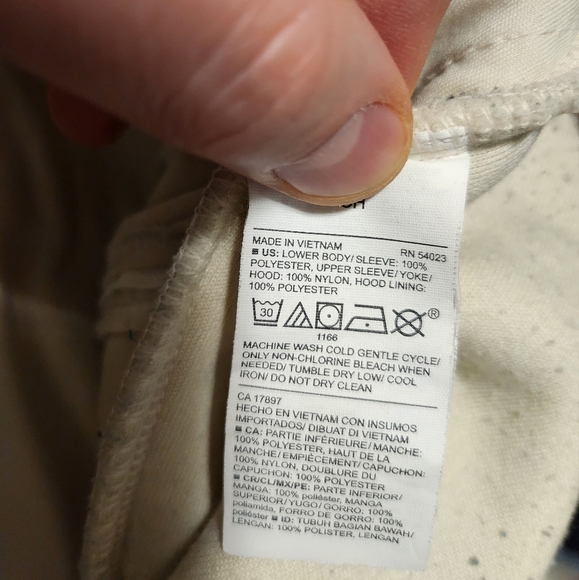 MADE IN VIETNAM RN 54023
■ US: LOWER BODY/ SLEEVE: 100%
POLYESTER, UPPER SLEEVE/ YOKE/
HOOD: 100% NYLON, HOOD LINING:
100% POLYESTER
30 ®
1166
MACHINE WASH COLD GENTLE CYCLE/
ONLY NON-CHLORINE BLEACH WHEN
NEEDED/ TUMBLE DRY LOW/ COOL
IRON/ DO NOT DRY CLEAN
CA 17897
HECHO EN VIETNAM CON INSUMOS
IMPORTADOS/ DIBUAT DI VIETNAM
■ CA: PARTIE INFÉRIEURE/ MANCHE:
100% POLYESTER, HAUT DE LA
MANCHE/ EMPIÈCEMENT/ CAPUCHON:
100% NYLON, DOUBLURE DU
CAPUCHON: 100% POLYESTER
■ CR/CL/MX/PE: PARTE INFERIOR/
MANGA: 100% poliéster, MANGA
SUPERIOR/ YUGO/ GORRO: 100%
poliamida, FORRO DE GORRO: 100%
poliéster ■ ID: TUBUH BAGIAN BAWAH/
LENGAN: 100% POLISTER, LENGAN